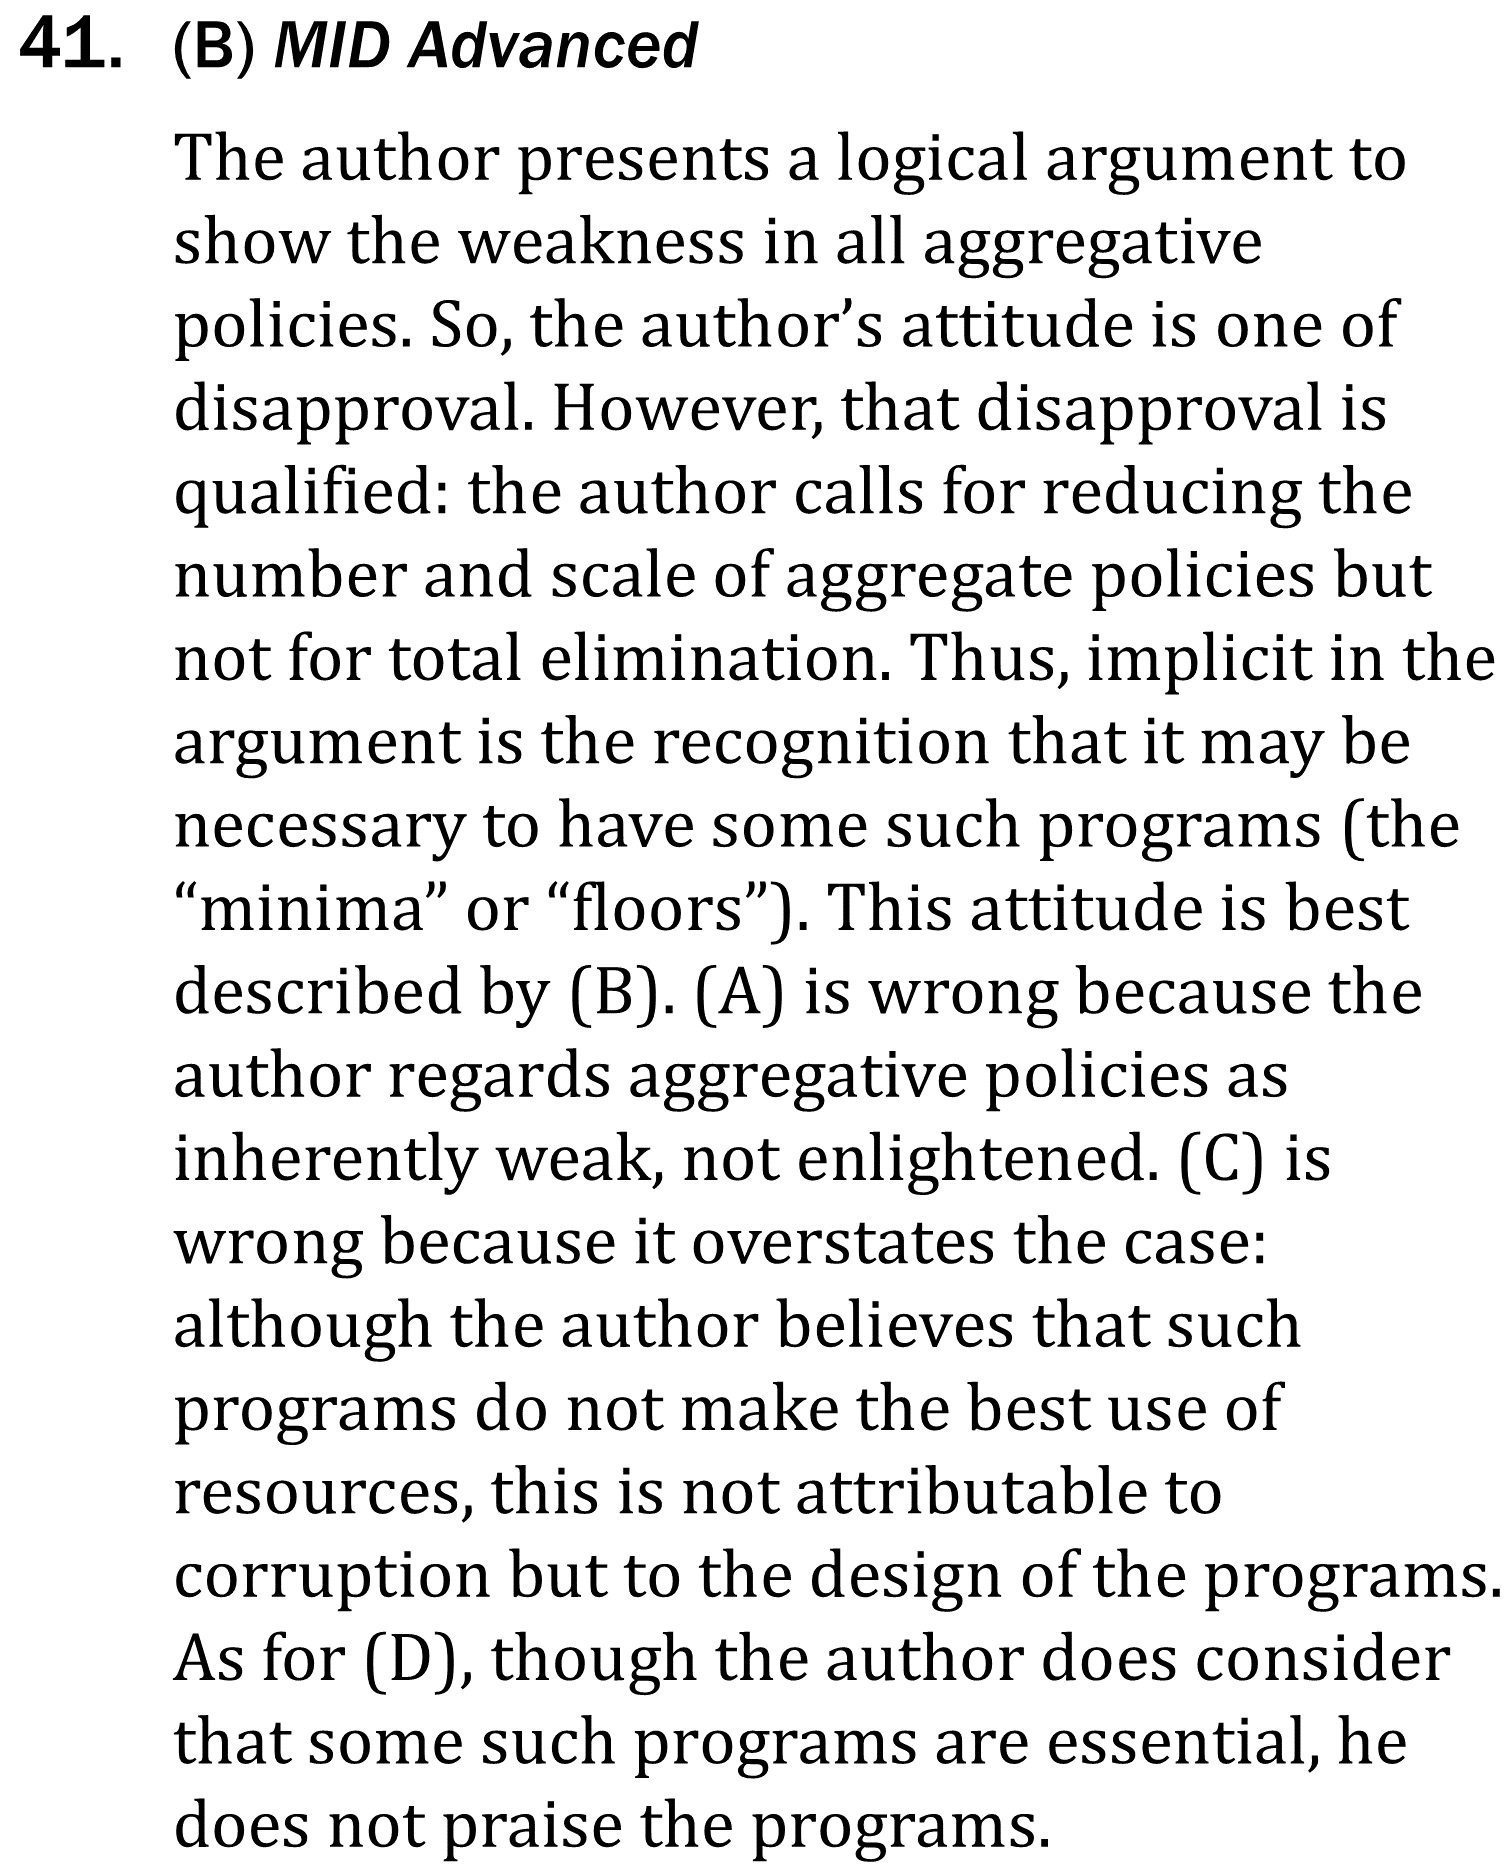 41. (B) MID Advanced
The author presents a logical argument to
show the weakness in all aggregative
policies. So, the author’s attitude is one of
disapproval. However, that disapproval is
qualified: the author calls for reducing the
number and scale of aggregate policies but
not for total elimination. Thus, implicit in the
argument is the recognition that it may be
necessary to have some such programs (the
“minima” or “floors”). This attitude is best
described by (B). (A) is wrong because the
author regards aggregative policies as
inherently weak, not enlightened. (C) is
wrong because it overstates the case:
although the author believes that such
programs do not make the best use of
resources, this is not attributable to
corruption but to the design of the programs.
As for (D), though the author does consider
that some such programs are essential, he
does not praise the programs.